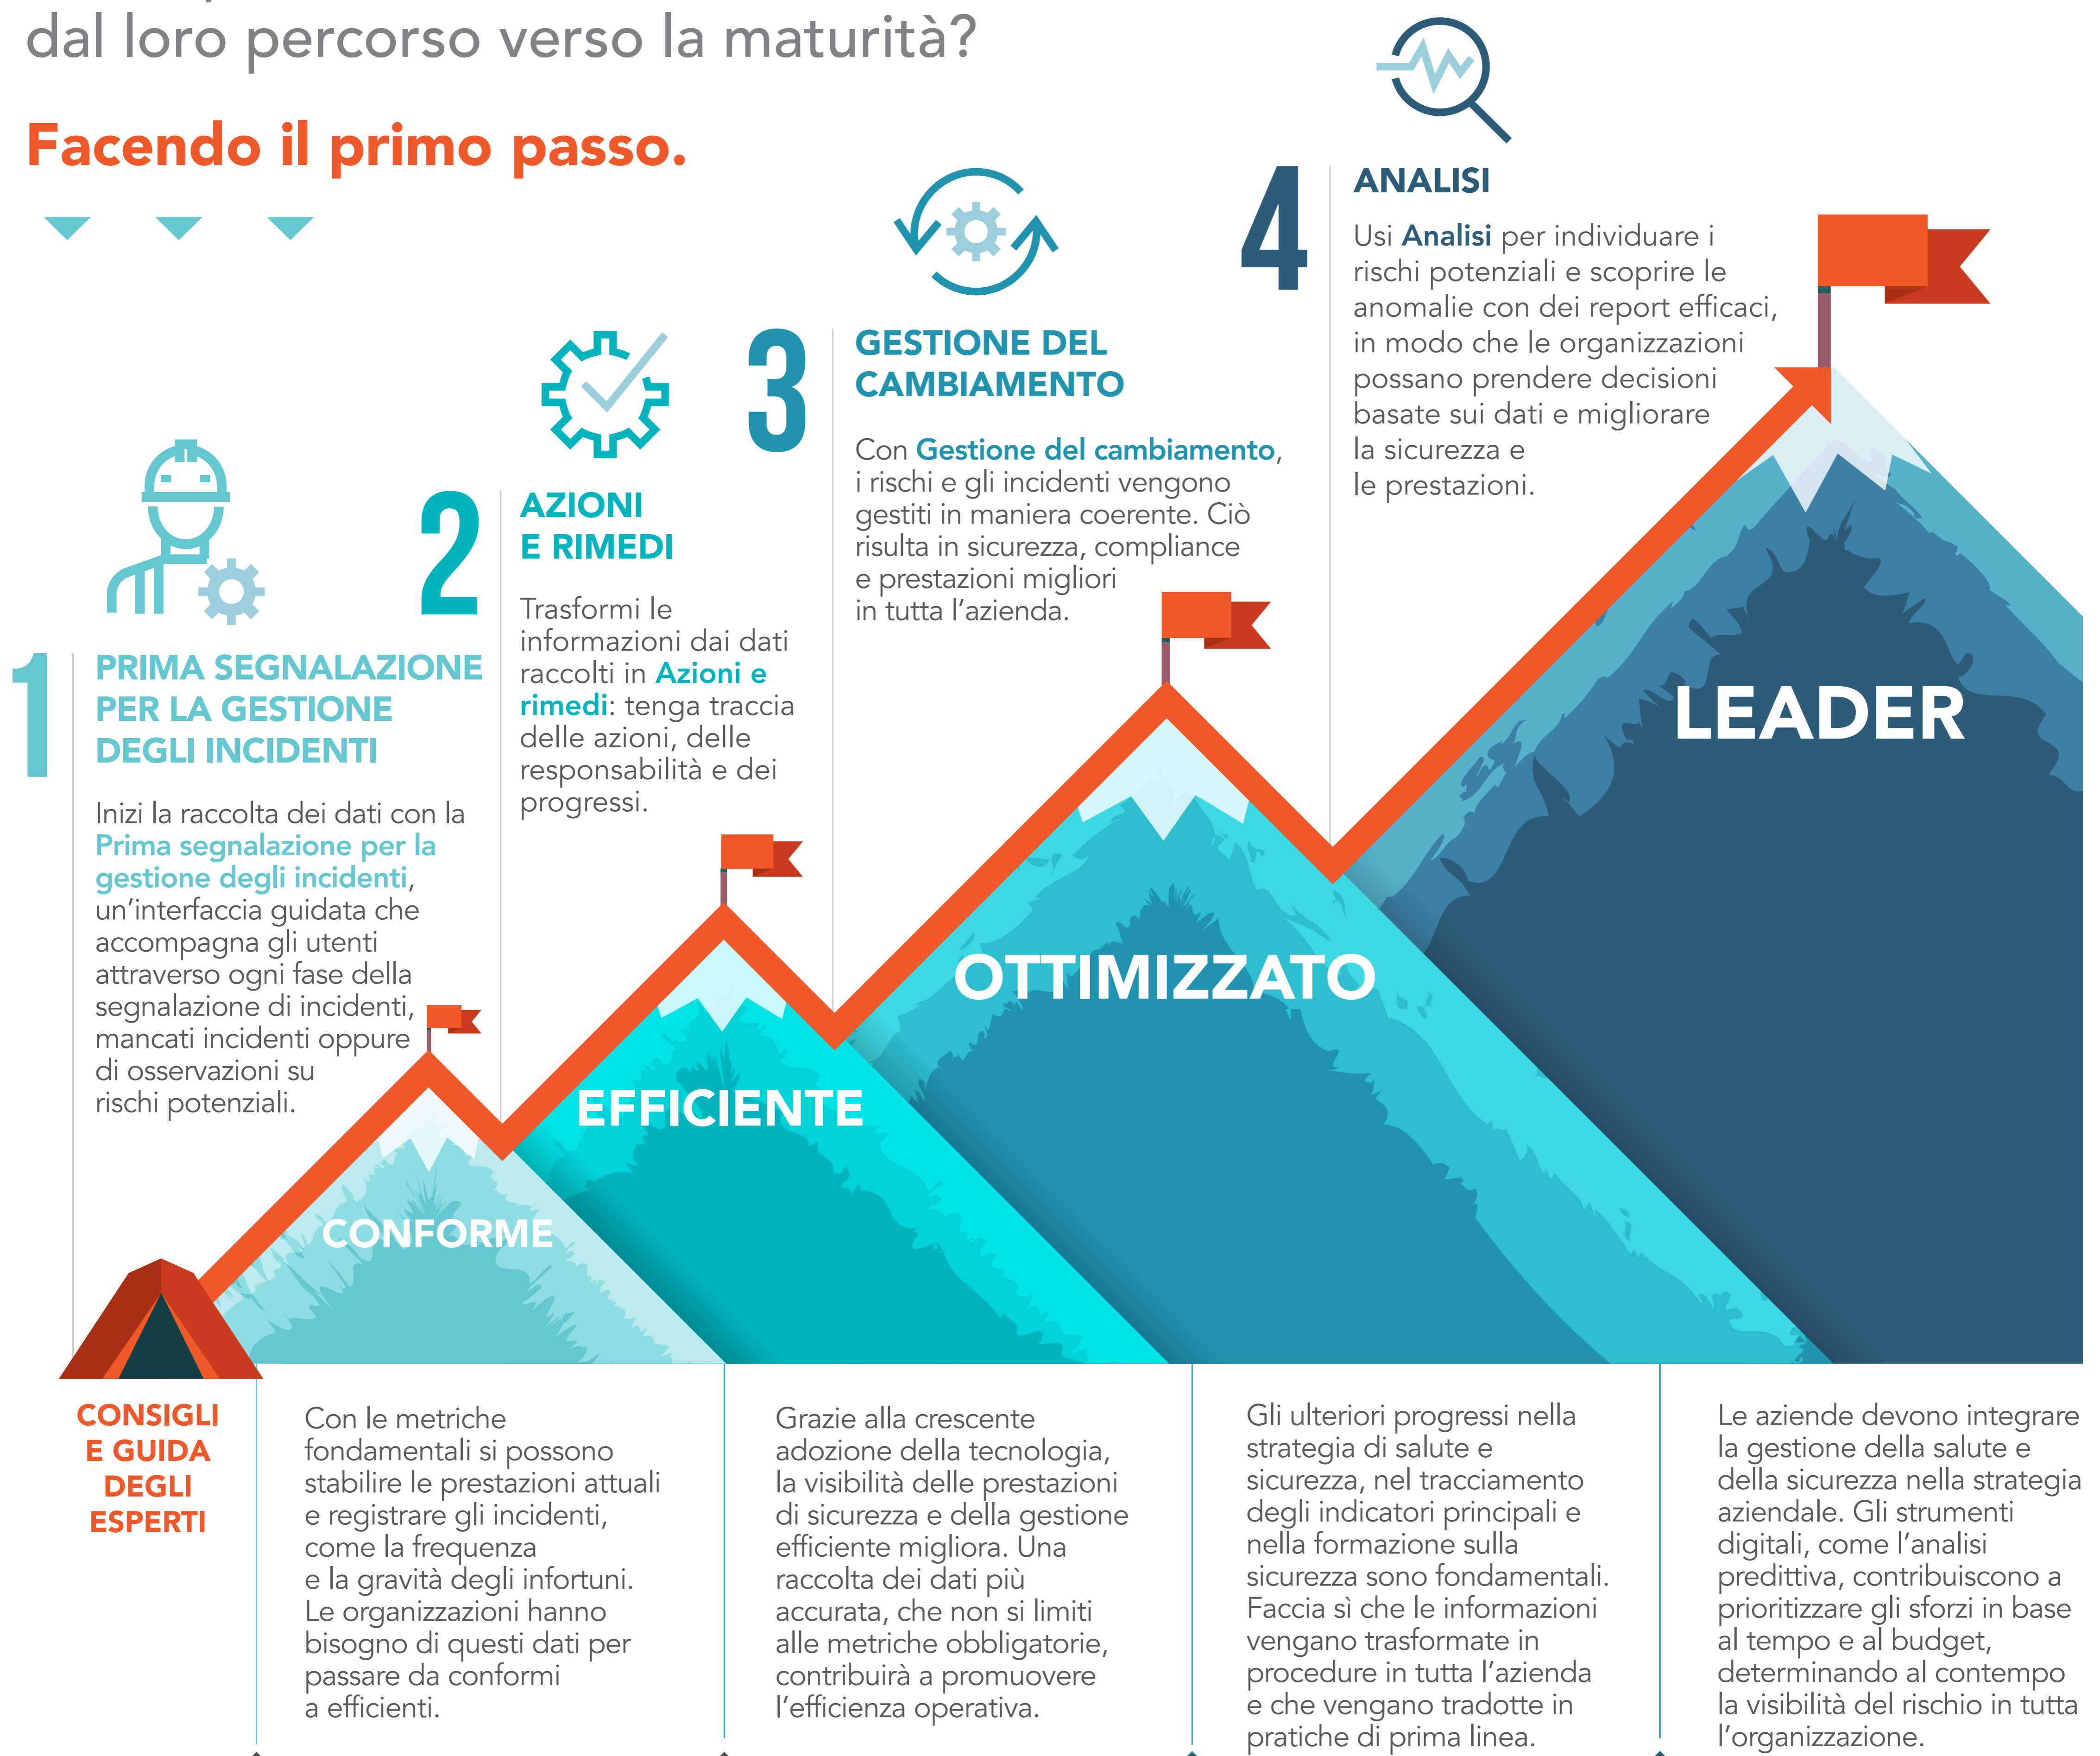 dal loro percorso verso la maturità?
Facendo il primo passo.
1
PRIMA SEGNALAZIONE
PER LA GESTIONE
DEGLI INCIDENTI
Inizi la raccolta dei dati con la
Prima segnalazione per la
gestione degli incidenti,
un'interfaccia guidata che
accompagna gli utenti
attraverso ogni fase della
segnalazione di incidenti,
mancati incidenti oppure
di osservazioni su
rischi potenziali.
2
AZIONI
E RIMEDI
Trasformi le
informazioni dai dati
raccolti in Azioni e
rimedi: tenga traccia
delle azioni, delle
responsabilità e dei
progressi.
3
GESTIONE DEL
CAMBIAMENTO
Con Gestione del cambiamento,
i rischi e gli incidenti vengono
gestiti in maniera coerente. Ciò
risulta in sicurezza, compliance
e prestazioni migliori
in tutta l'azienda.
4
ANALISI
Usi Analisi per individuare i
rischi potenziali e scoprire le
anomalie con dei report efficaci,
in modo che le organizzazioni
possano prendere decisioni
basate sui dati e migliorare
la sicurezza e
le prestazioni.
CONFORME
EFFICIENTE
OTTIMIZZATO
LEADER
CONSIGLI
E GUIDA
DEGLI
ESPERTI
Con le metriche
fondamentali si possono
stabilire le prestazioni attuali
e registrare gli incidenti,
come la frequenza
e la gravità degli infortuni.
Le organizzazioni hanno
bisogno di questi dati per
passare da conformi
a efficienti.
Grazie alla crescente
adozione della tecnologia,
la visibilità delle prestazioni
di sicurezza e della gestione
efficiente migliora. Una
raccolta dei dati più
accurata, che non si limiti
alle metriche obbligatorie,
contribuirà a promuovere
l'efficienza operativa.
Gli ulteriori progressi nella
strategia di salute e
sicurezza, nel tracciamento
degli indicatori principali e
nella formazione sulla
sicurezza sono fondamentali.
Faccia sì che le informazioni
vengano trasformate in
procedure in tutta l'azienda
e che vengano tradotte in
pratiche di prima linea.
Le aziende devono integrare
la gestione della salute e
della sicurezza nella strategia
aziendale. Gli strumenti
digitali, come l'analisi
predittiva, contribuiscono a
prioritizzare gli sforzi in base
al tempo e al budget,
determinando al contempo
la visibilità del rischio in tutta
l'organizzazione.